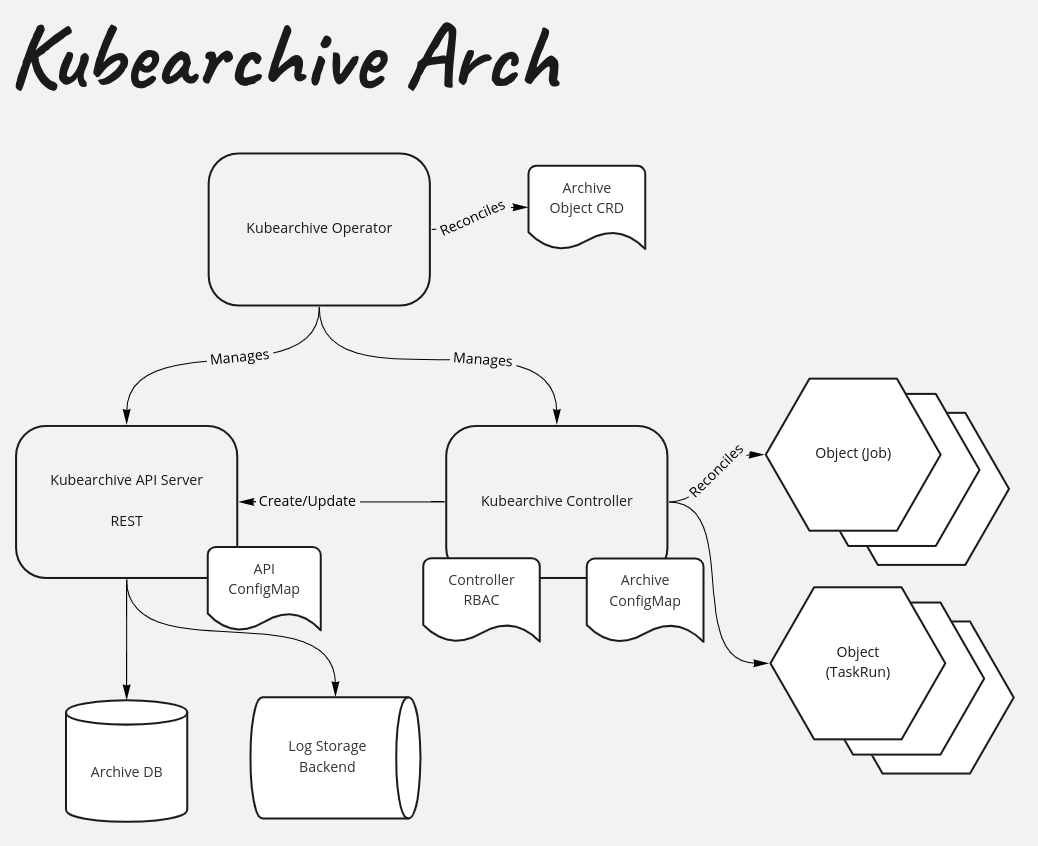 Kubearchive Arch
Kubearchive Operator
Reconciles
Archive
Object CRD
Manages
Manages
Kubearchive API Server
REST
API
ConfigMap
Create/Update
Kubearchive Controller
Controller
RBAC
Archive
ConfigMap
Reconciles
Object (Job)
Object
(TaskRun)
Archive DB
Log Storage
Backend